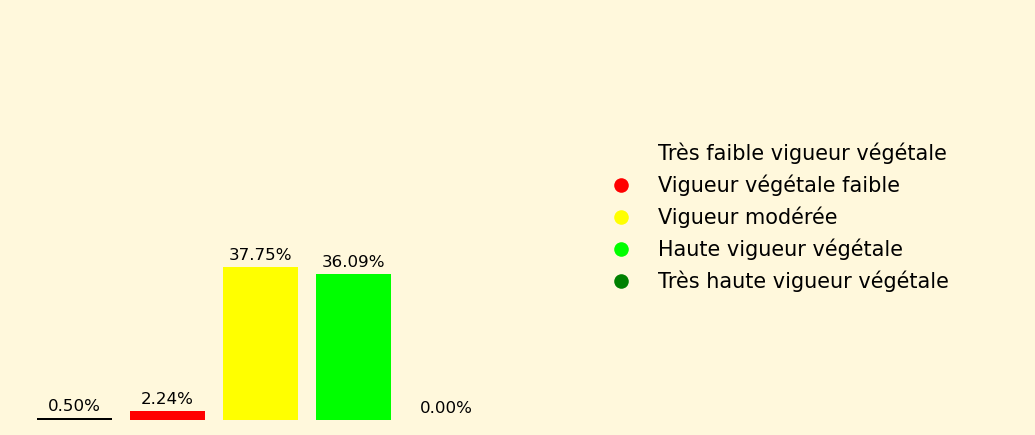 37.75%
36.09%
2.24%
0.50%
0.00%
Très faible vigueur végétale
Vigueur végétale faible
Vigueur modérée
Haute vigueur végétale
Très haute vigueur végétale